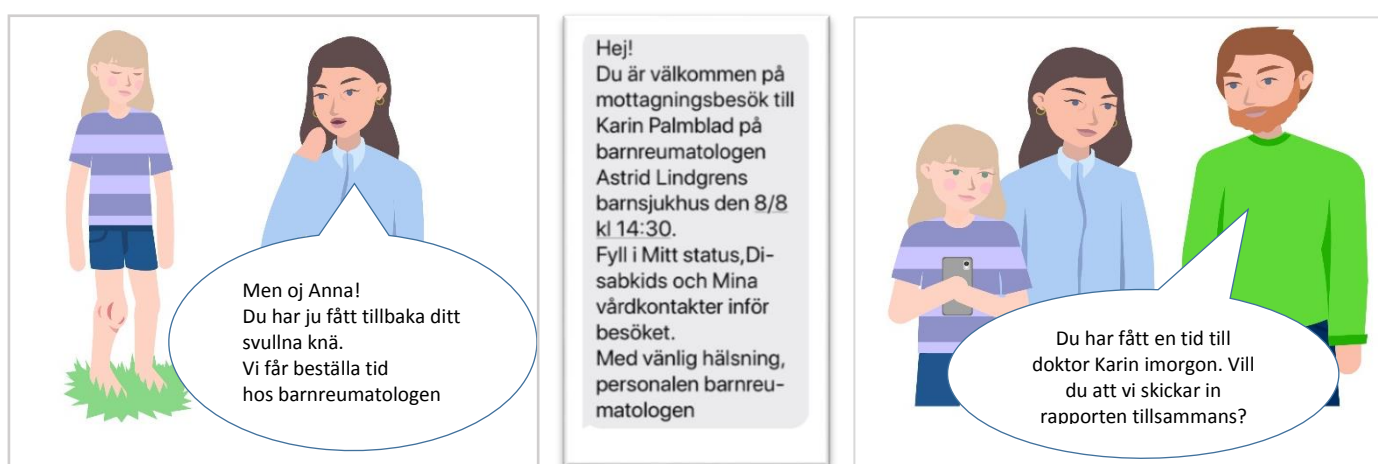 Men oj Anna!
Du har ju fått tillbaka ditt
svullna knä.
Vi får beställa tid
hos barnreumatologen
Hej!
Du är välkommen på
mottagningsbesök till
Karin Palmblad på
barnreumatologen
Astrid Lindgrens
barnsjukhus den 8/8
kl 14:30.
Fyll i Mitt status,Di-
sabkids och Mina
vårdkontakter inför
besöket.
Med vänlig hälsning,
personalen barnreu-
matologen
Du har fått en tid till
doktor Karin imorgon. Vill
du att vi skickar in
rapporten tillsammans?